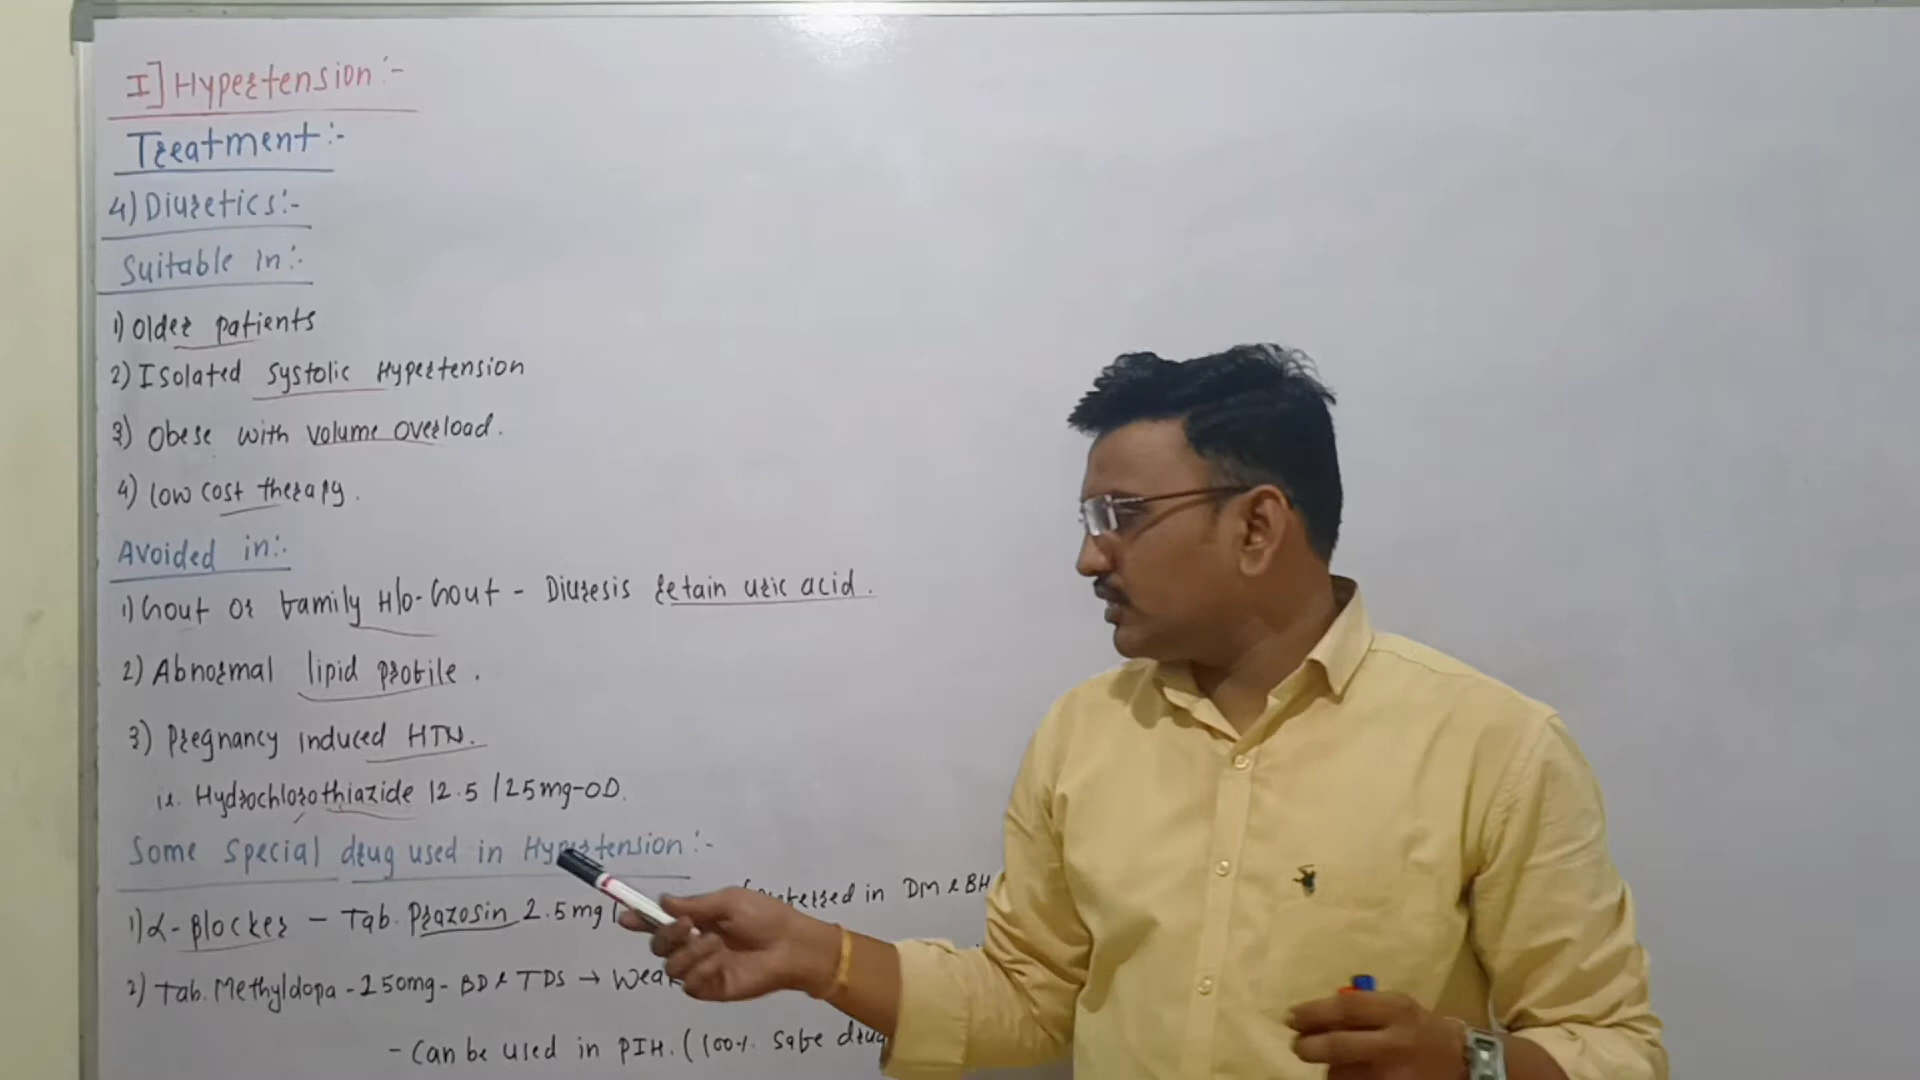 I] Hypertension:-
Treatment:-
4) Diuretics:-
Suitable in:-
1) Older patients
2) Isolated systolic Hypertension
3) Obese with volume overload.
4) low cost therapy.
Avoided in:-
1) Gout or family H/o-Gout - Diuresis retain uric acid.
2) Abnormal lipid profile.
3) Pregnancy induced HTN.
i.e. Hydrochlorothiazide 12.5 / 25mg-OD.
Some special drug used in Hypertension:-
1) α-Blocker - Tab. Prazosin 2.5mg in DM & BH
2) Tab. Methyldopa - 250mg - BD & TDS →
- Can be used in PIH. (100% safe drug